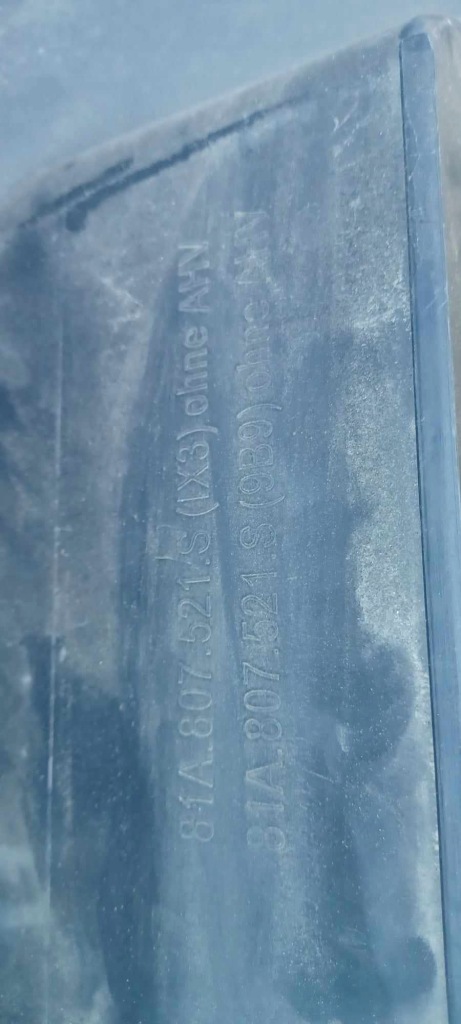 81A.807.521.S (1X3) ohne AHV
81A.807.521.S (9B9) ohne AHV